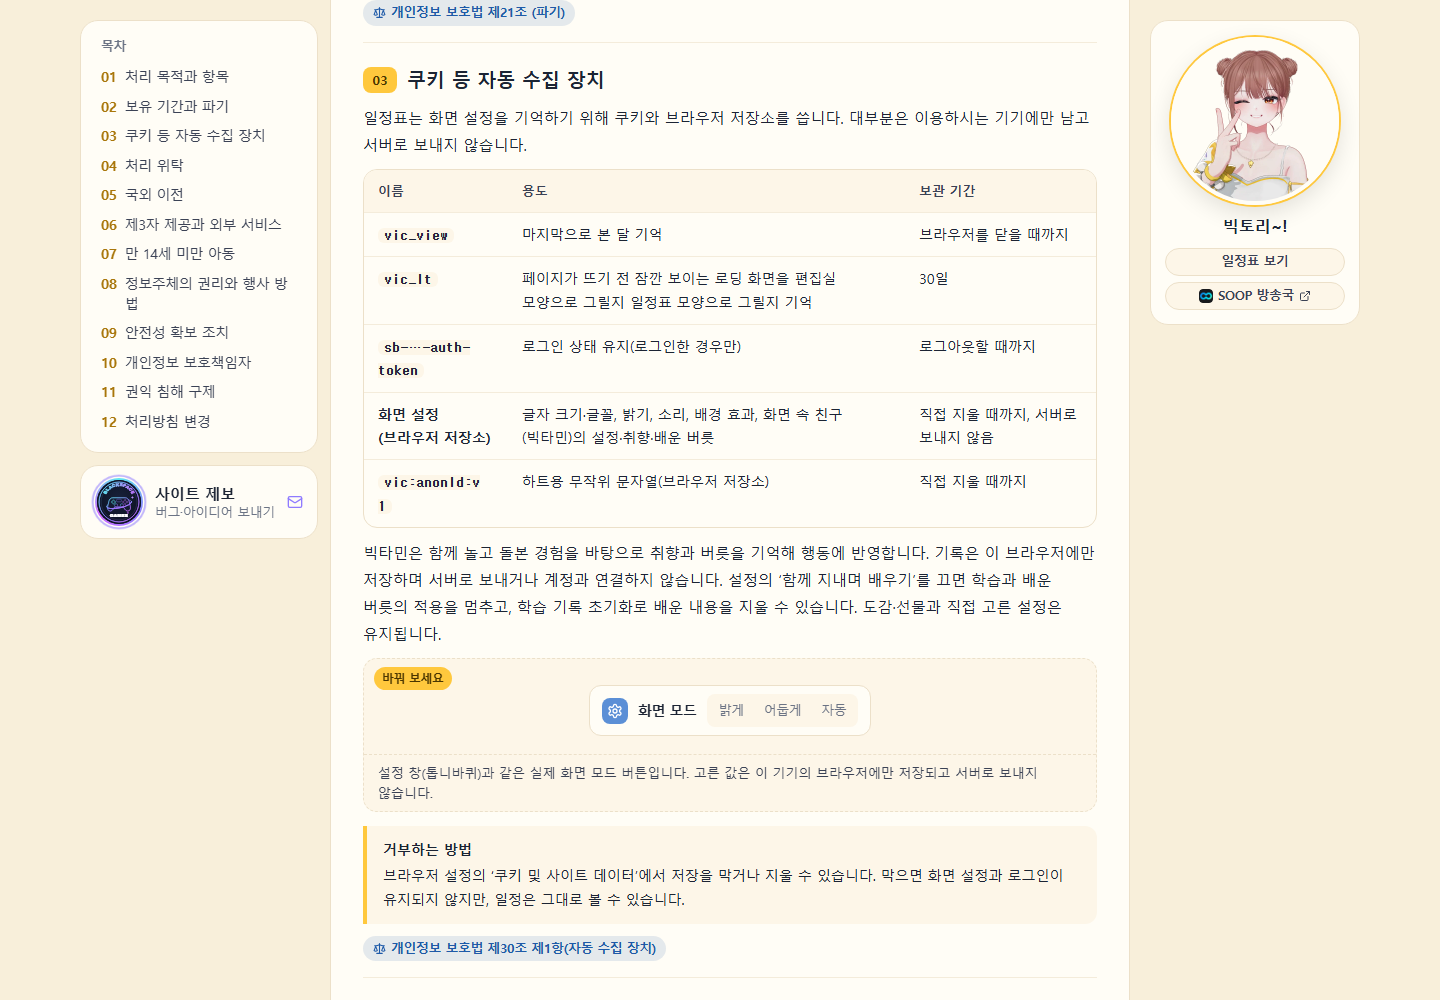 목차
01 처리 목적과 항목
02 보유 기간과 파기
03 쿠키 등 자동 수집 장치
04 처리 위탁
05 국외 이전
06 제3자 제공과 외부 서비스
07 만 14세 미만 아동
08 정보주체의 권리와 행사 방
법
09 안전성 확보 조치
10 개인정보 보호책임자
11 권익 침해 구제
12 처리방침 변경
사이트 제보
버그·아이디어 보내기
개인정보 보호법 제21조 (파기)
03 쿠키 등 자동 수집 장치
일정표는 화면 설정을 기억하기 위해 쿠키와 브라우저 저장소를 씁니다. 대부분은 이용하시는 기기에만 남고
서버로 보내지 않습니다.
이름 용도 보관 기간
vic_view 마지막으로 본 달 기억 브라우저를 닫을 때까지
vic_lt 페이지가 뜨기 전 잠깐 보이는 로딩 화면을 편집실 30일
모양으로 그릴지 일정표 모양으로 그릴지 기억
sb-…-auth- 로그인 상태 유지(로그인한 경우만) 로그아웃할 때까지
token
화면 설정 글자 크기·글꼴, 밝기, 소리, 배경 효과, 화면 속 친구 직접 지울 때까지, 서버로
(브라우저 저장소) (빅타민)의 설정·취향·배운 버릇 보내지 않음
vic:anonId:v 하트용 무작위 문자열(브라우저 저장소) 직접 지울 때까지
1
빅타민은 함께 놀고 돌본 경험을 바탕으로 취향과 버릇을 기억해 행동에 반영합니다. 기록은 이 브라우저에만
저장하며 서버로 보내거나 계정과 연결하지 않습니다. 설정의 ‘함께 지내며 배우기’를 끄면 학습과 배운
버릇의 적용을 멈추고, 학습 기록 초기화로 배운 내용을 지울 수 있습니다. 도감·선물과 직접 고른 설정은
유지됩니다.
바꿔 보세요
화면 모드 밝게 어둡게 자동
설정 창(톱니바퀴)과 같은 실제 화면 모드 버튼입니다. 고른 값은 이 기기의 브라우저에만 저장되고 서버로 보내지
않습니다.
거부하는 방법
브라우저 설정의 ‘쿠키 및 사이트 데이터’에서 저장을 막거나 지울 수 있습니다. 막으면 화면 설정과 로그인이
유지되지 않지만, 일정은 그대로 볼 수 있습니다.
개인정보 보호법 제30조 제1항(자동 수집 장치)
빅토리~!
일정표 보기
SOOP 방송국